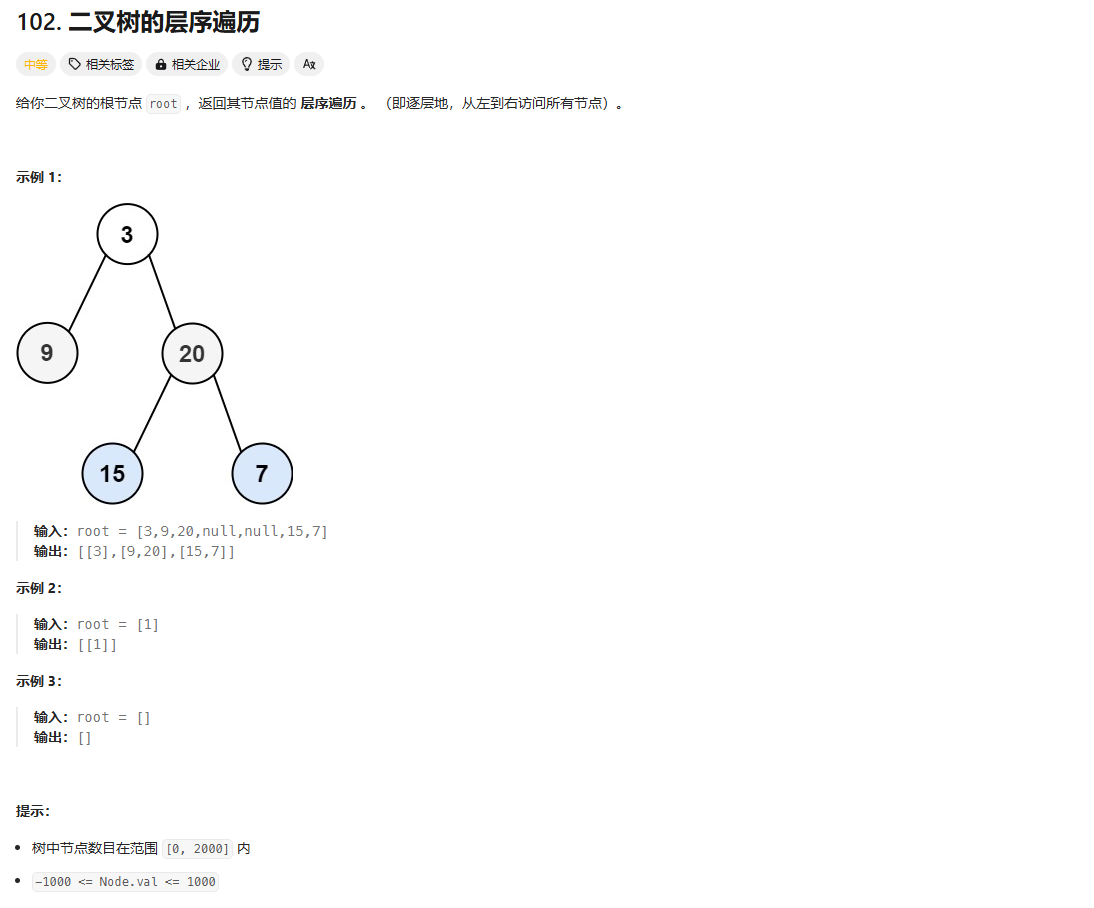 102. 二叉树的层序遍历
中等 相关标签 相关企业 提示 Aあ
给你二叉树的根节点 root ，返回其节点值的 层序遍历 。 （即逐层地，从左到右访问所有节点）。
示例 1：
3
9 20
15 7
输入：root = [3,9,20,null,null,15,7]
输出：[[3],[9,20],[15,7]]
示例 2：
输入：root = [1]
输出：[[1]]
示例 3：
输入：root = []
输出：[]
提示：
树中节点数目在范围 [0, 2000] 内
-1000 <= Node.val <= 1000